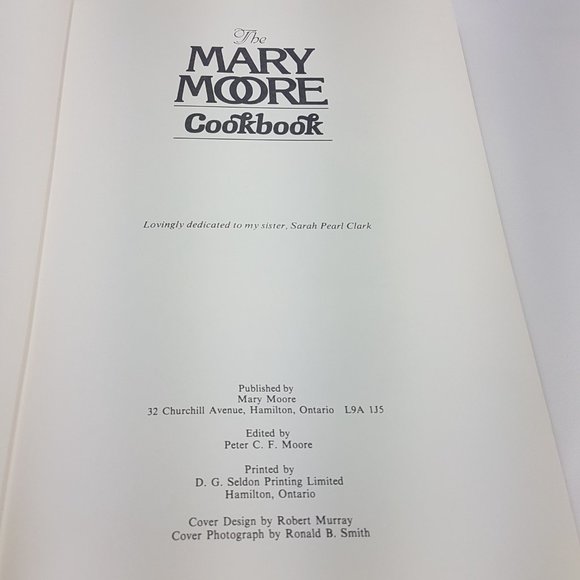 The
MARY
MOORE
Cookbook
Lovingly dedicated to my sister, Sarah Pearl Clark
Published by
Mary Moore
32 Churchill Avenue, Hamilton, Ontario L9A 1J5
Edited by
Peter C. F. Moore
Printed by
D. G. Seldon Printing Limited
Hamilton, Ontario
Cover Design by Robert Murray
Cover Photograph by Ronald B. Smith